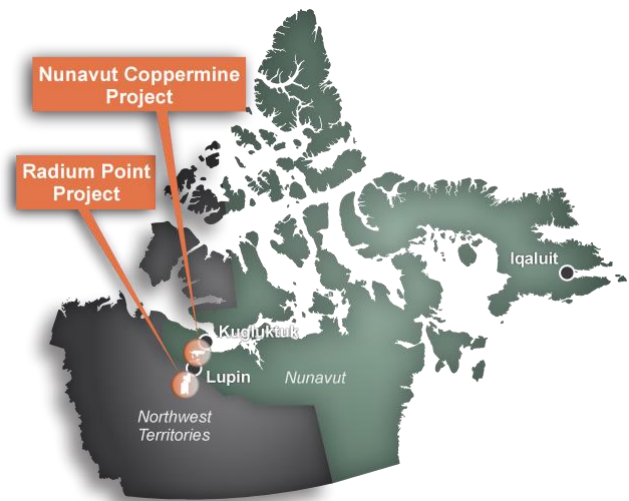 Nunavut Coppermine
Project
Radium Point
Project
Iqaluit
Kugluktuk
Lupin
Nunavut
Northwest
Territories